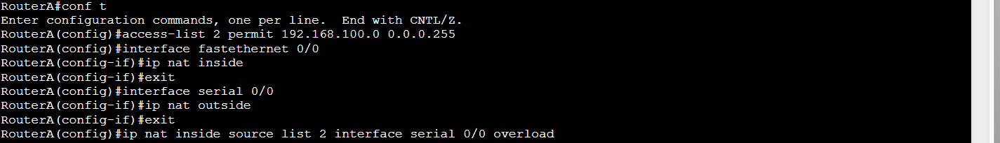 RouterA#conf t
Enter configuration commands, one per line.  End with CNTL/Z.
RouterA(config)#access-list 2 permit 192.168.100.0 0.0.0.255
RouterA(config)#interface fastethernet 0/0
RouterA(config-if)#ip nat inside
RouterA(config-if)#exit
RouterA(config)#interface serial 0/0
RouterA(config-if)#ip nat outside
RouterA(config-if)#exit
RouterA(config)#ip nat inside source list 2 interface serial 0/0 overload